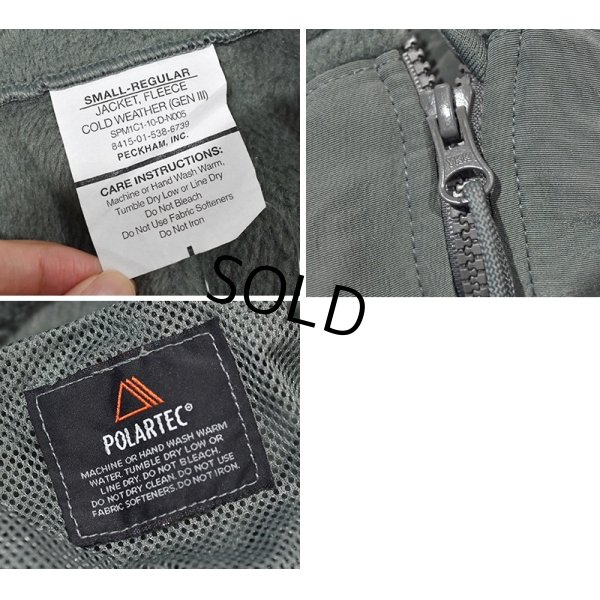 SMALL-REGULAR
JACKET, FLEECE
COLD WEATHER (GEN III)
SPM1C1-10-D-N005
8415-01-538-6739
PECKHAM, INC.
CARE INSTRUCTIONS:
Machine or Hand Wash Warm,
Tumble Dry Low or Line Dry
Do Not Bleach
Do Not Use Fabric Softeners
Do Not Iron
YKK
SOLD
POLARTEC®
MACHINE OR HAND WASH WARM
WATER. TUMBLE DRY LOW OR
LINE DRY. DO NOT BLEACH.
DO NOT DRY CLEAN. DO NOT USE
FABRIC SOFTENERS. DO NOT IRON.